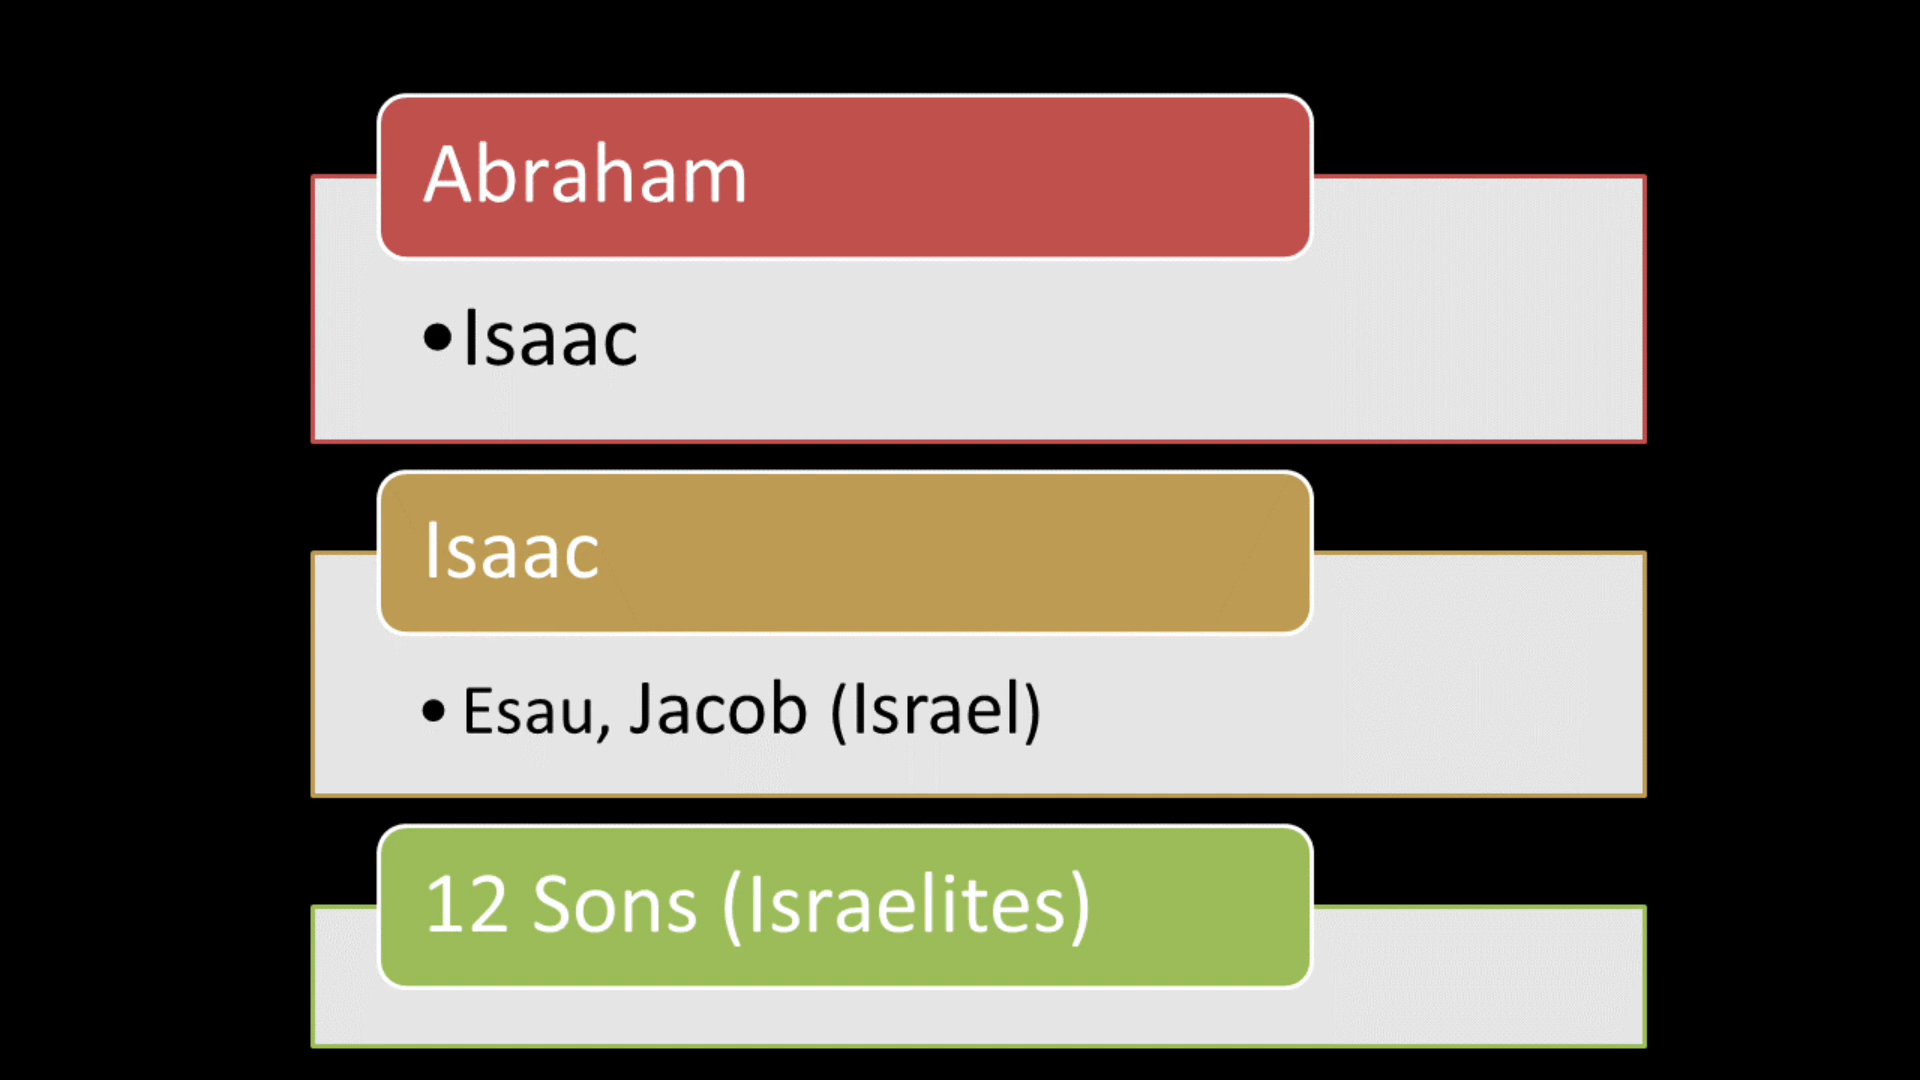 Abraham
•Isaac
Isaac
• Esau, Jacob (Israel)
12 Sons (Israelites)